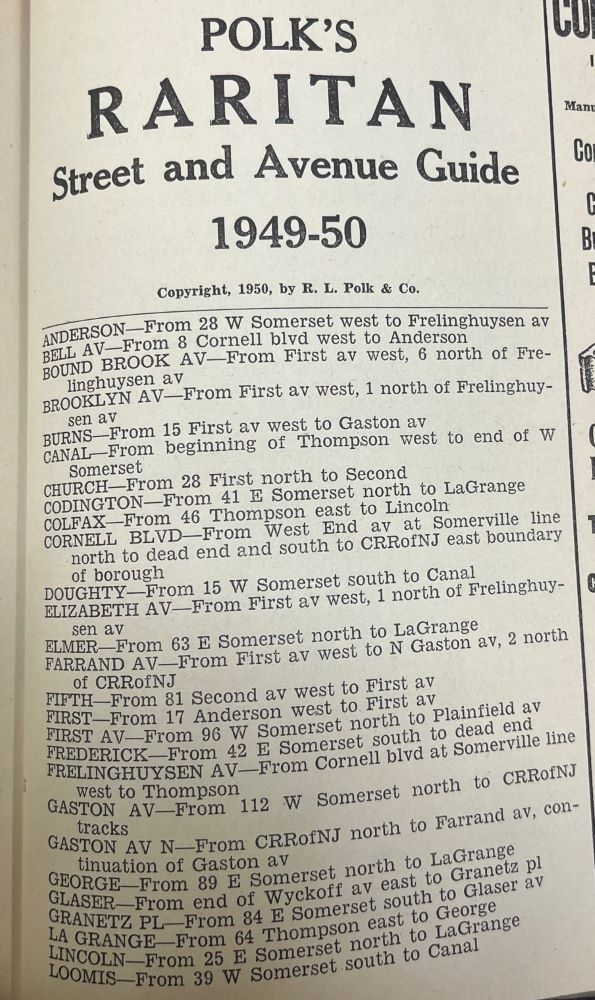 POLK'S
RARITAN
Street and Avenue Guide
1949-50
Copyright, 1950, by R. L. Polk & Co.
ANDERSON—From 28 W Somerset west to Frelinghuysen av
BELL AV—From 8 Cornell blvd west to Anderson
BOUND BROOK AV—From First av west, 6 north of Fre-
linghuysen av
BROOKLYN AV—From First av west, 1 north of Frelinghuy-
sen av
BURNS—From 15 First av west to Gaston av
CANAL—From beginning of Thompson west to end of W
Somerset
CHURCH—From 28 First north to Second
CODINGTON—From 41 E Somerset north to LaGrange
COLFAX—From 46 Thompson east to Lincoln
CORNELL BLVD—From West End av at Somerville line
north to dead end and south to CRRofNJ east boundary
of borough
DOUGHTY—From 15 W Somerset south to Canal
ELIZABETH AV—From First av west, 1 north of Frelinghuy-
sen av
ELMER—From 63 E Somerset north to LaGrange
FARRAND AV—From First av west to N Gaston av, 2 north
of CRRofNJ
FIFTH—From 81 Second av west to First av
FIRST—From 17 Anderson west to First av
FIRST AV—From 96 W Somerset north to Plainfield av
FREDERICK—From 42 E Somerset south to dead end
FRELINGHUYSEN AV—From Cornell blvd at Somerville line
west to Thompson
GASTON AV—From 112 W Somerset north to CRRofNJ
tracks
GASTON AV N—From CRRofNJ north to Farrand av, con-
tinuation of Gaston av
GEORGE—From 89 E Somerset north to LaGrange
GLASER—From end of Wyckoff av east to Granetz pl
GRANETZ PL—From 84 E Somerset south to Glaser av
LA GRANGE—From 64 Thompson east to George
LINCOLN—From 25 E Somerset north to LaGrange
LOOMIS—From 39 W Somerset south to Canal